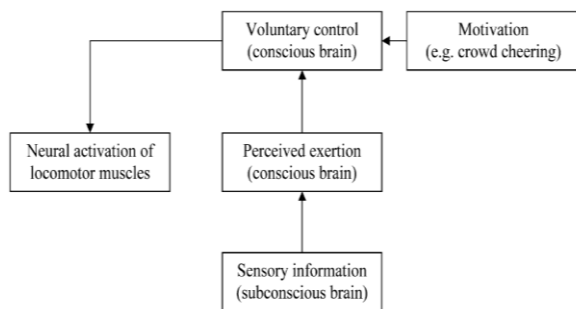 Voluntary control
(conscious brain)
Motivation
(e.g. crowd cheering)
Neural activation of
locomotor muscles
Perceived exertion
(conscious brain)
Sensory information
(subconscious brain)